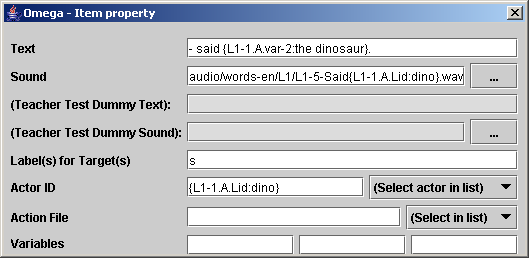 Omega - Item property
Text - said {L1-1.A.var-2:the dinosaur}.
Sound audio/words-en/L1/L1-5-Said{L1-1.A.Lid:dino}.wav ...
(Teacher Test Dummy Text):
(Teacher Test Dummy Sound): ...
Label(s) for Target(s) s
Actor ID {L1-1.A.Lid:dino} (Select actor in list)
Action File (Select in list)
Variables